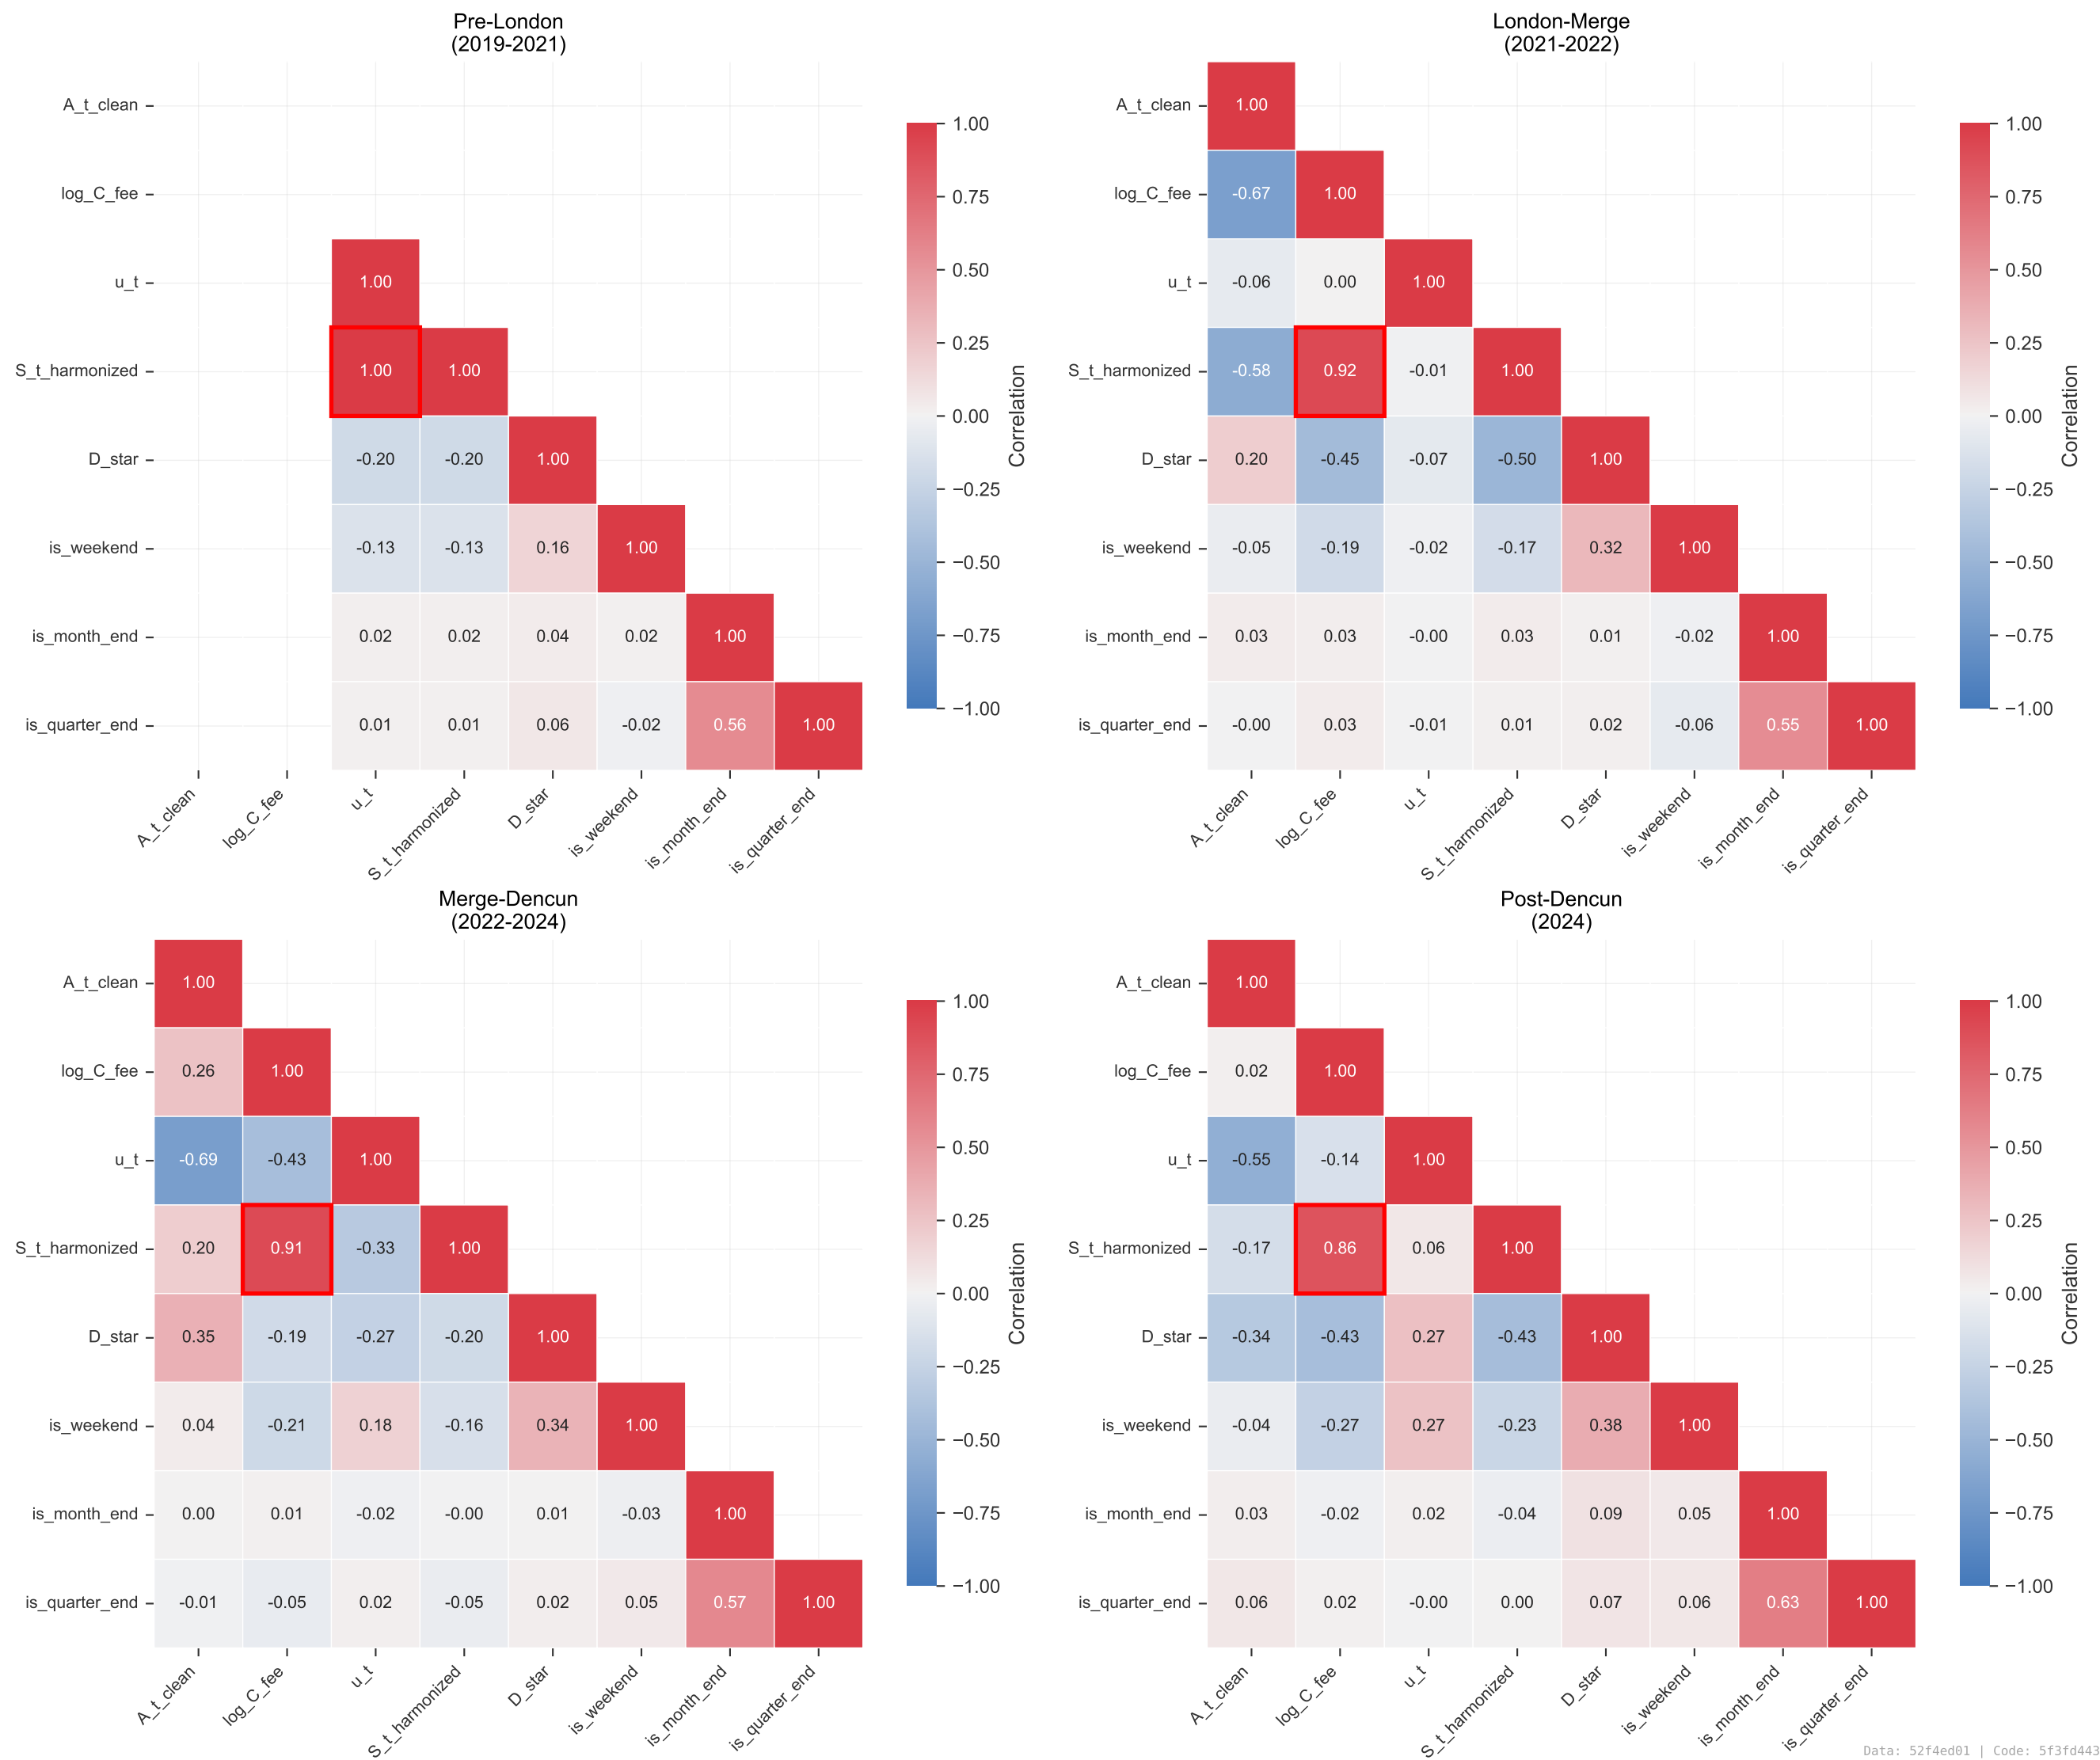 Pre-London
(2019-2021)
A_t_clean
log_C_fee
u_t 1.00
S_t_harmonized 1.00 1.00
D_star -0.20 -0.20 1.00
is_weekend -0.13 -0.13 0.16 1.00
is_month_end 0.02 0.02 0.04 0.02 1.00
is_quarter_end 0.01 0.01 0.06 -0.02 0.56 1.00
A_t_clean log_C_fee u_t S_t_harmonized D_star is_weekend is_month_end is_quarter_end
1.00
0.75
0.50
0.25
0.00
−0.25
−0.50
−0.75
−1.00
Correlation
London-Merge
(2021-2022)
A_t_clean 1.00
log_C_fee -0.67 1.00
u_t -0.06 0.00 1.00
S_t_harmonized -0.58 0.92 -0.01 1.00
D_star 0.20 -0.45 -0.07 -0.50 1.00
is_weekend -0.05 -0.19 -0.02 -0.17 0.32 1.00
is_month_end 0.03 0.03 -0.00 0.03 0.01 -0.02 1.00
is_quarter_end -0.00 0.03 -0.01 0.01 0.02 -0.06 0.55 1.00
A_t_clean log_C_fee u_t S_t_harmonized D_star is_weekend is_month_end is_quarter_end
1.00
0.75
0.50
0.25
0.00
−0.25
−0.50
−0.75
−1.00
Correlation
Merge-Dencun
(2022-2024)
A_t_clean 1.00
log_C_fee 0.26 1.00
u_t -0.69 -0.43 1.00
S_t_harmonized 0.20 0.91 -0.33 1.00
D_star 0.35 -0.19 -0.27 -0.20 1.00
is_weekend 0.04 -0.21 0.18 -0.16 0.34 1.00
is_month_end 0.00 0.01 -0.02 -0.00 0.01 -0.03 1.00
is_quarter_end -0.01 -0.05 0.02 -0.05 0.02 0.05 0.57 1.00
A_t_clean log_C_fee u_t S_t_harmonized D_star is_weekend is_month_end is_quarter_end
1.00
0.75
0.50
0.25
0.00
−0.25
−0.50
−0.75
−1.00
Correlation
Post-Dencun
(2024)
A_t_clean 1.00
log_C_fee 0.02 1.00
u_t -0.55 -0.14 1.00
S_t_harmonized -0.17 0.86 0.06 1.00
D_star -0.34 -0.43 0.27 -0.43 1.00
is_weekend -0.04 -0.27 0.27 -0.23 0.38 1.00
is_month_end 0.03 -0.02 0.02 -0.04 0.09 0.05 1.00
is_quarter_end 0.06 0.02 -0.00 0.00 0.07 0.06 0.63 1.00
A_t_clean log_C_fee u_t S_t_harmonized D_star is_weekend is_month_end is_quarter_end
1.00
0.75
0.50
0.25
0.00
−0.25
−0.50
−0.75
−1.00
Correlation
Data: 52f4ed01 | Code: 5f3fd443